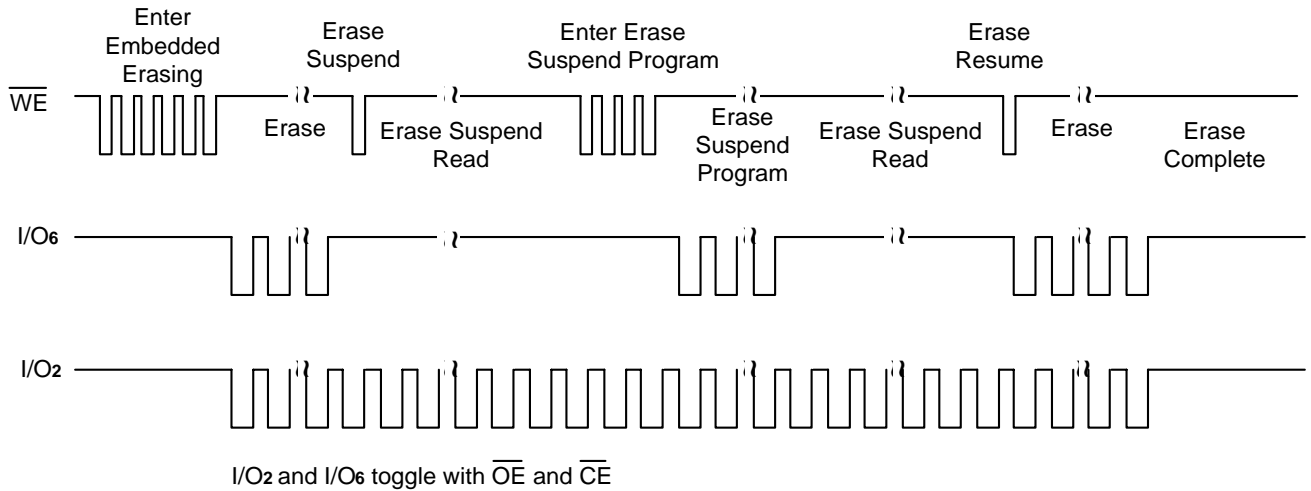 Enter
Embedded
Erasing
Erase
Suspend
Enter Erase
Suspend Program
Erase
Resume
WE
Erase
Erase Suspend
Read
Erase
Suspend
Program
Erase Suspend
Read
Erase
Erase
Complete
I/O6
I/O2
I/O2 and I/O6 toggle with OE and CE